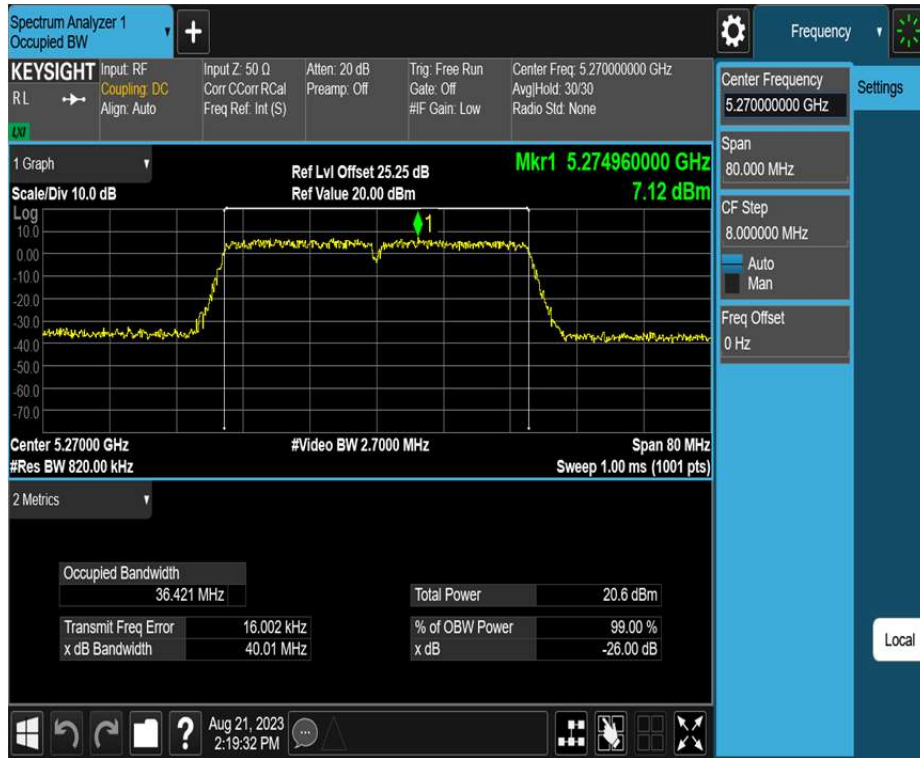 Spectrum Analyzer 1
Occupied BW
+
Frequency
KEYSIGHT
RL
LXI
Input: RF
Coupling: DC
Align: Auto
Input Z: 50 Ω
Corr CCorr RCal
Freq Ref: Int (S)
Atten: 20 dB
Preamp: Off
Trig: Free Run
Gate: Off
#IF Gain: Low
Center Freq: 5.270000000 GHz
Avg|Hold: 30/30
Radio Std: None
Center Frequency
5.270000000 GHz
Settings
Span
80.000 MHz
CF Step
8.000000 MHz
Auto
Man
Freq Offset
0 Hz
Local
1 Graph
Scale/Div 10.0 dB
Ref Lvl Offset 25.25 dB
Ref Value 20.00 dBm
Mkr1 5.274960000 GHz
7.12 dBm
Log
10.0
0.00
-10.0
-20.0
-30.0
-40.0
-50.0
-60.0
-70.0
1
Center 5.27000 GHz
#Video BW 2.7000 MHz
Span 80 MHz
#Res BW 820.00 kHz
Sweep 1.00 ms (1001 pts)
2 Metrics
Occupied Bandwidth
36.421 MHz
Total Power 20.6 dBm
Transmit Freq Error 16.002 kHz
% of OBW Power 99.00 %
x dB Bandwidth 40.01 MHz
x dB -26.00 dB
?
Aug 21, 2023
2:19:32 PM